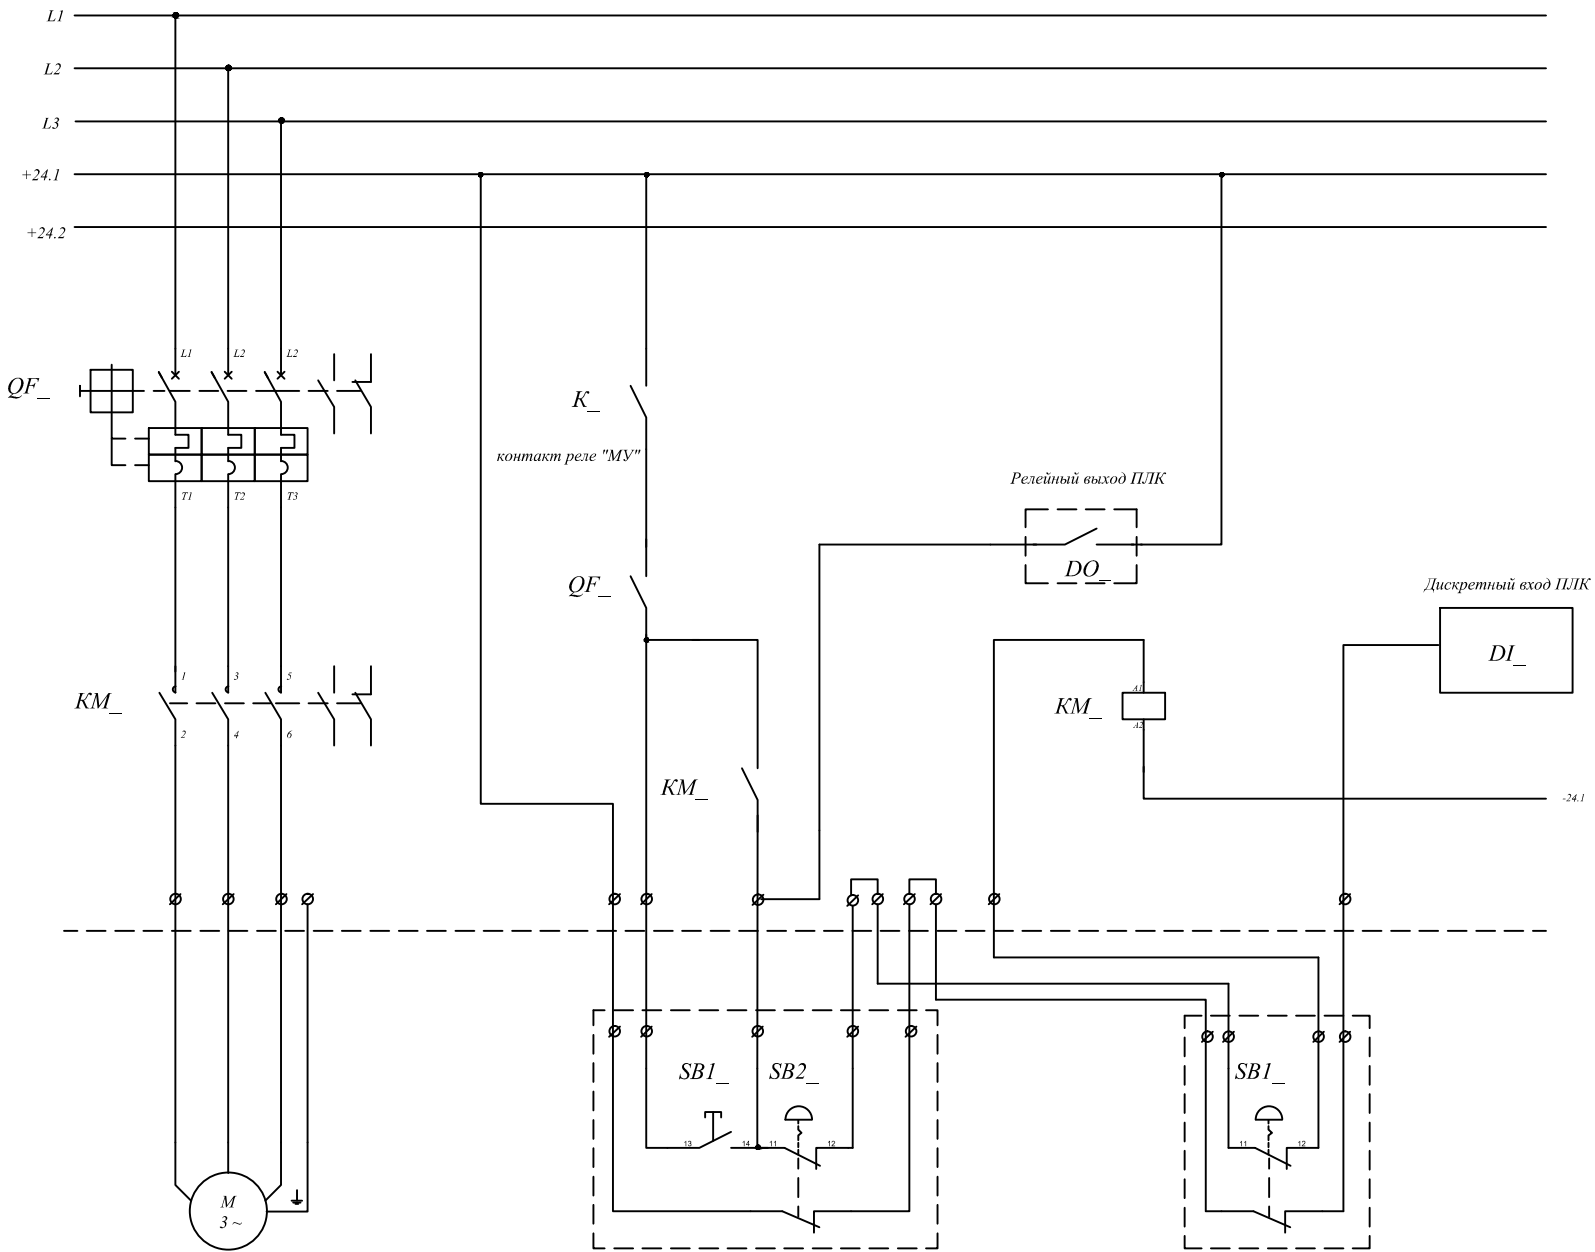 L1
L2
L3
+24.1
+24.2
L1 L2 L2
QF_
K_
контакт реле "МУ"
T1 T2 T3
Релейный выход ПЛК
DO_
QF_
Дискретный вход ПЛК
DI_
1 3 5
KM_
2 4 6
A1
KM_
A2
KM_
-24.1
SB1_ SB2_
SB1_
13 14 11 12
11 12
M
3 ~